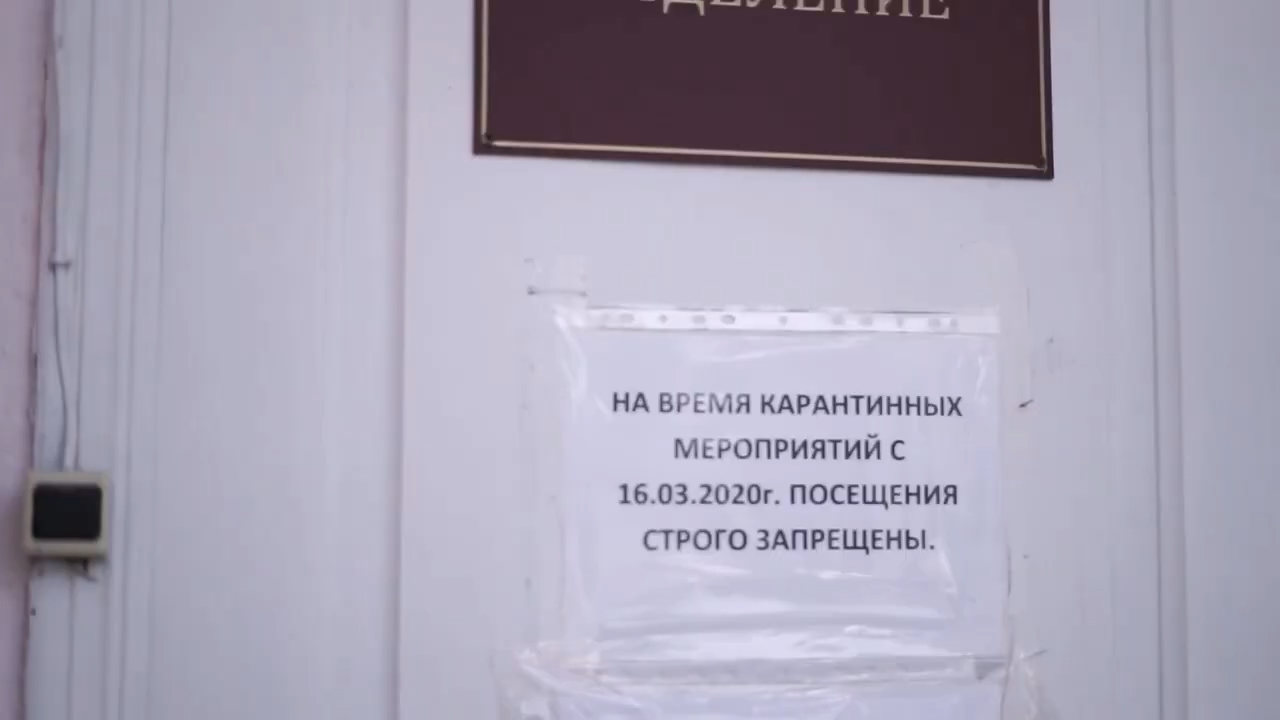 НА ВРЕМЯ КАРАНТИННЫХ
МЕРОПРИЯТИЙ С
16.03.2020г. ПОСЕЩЕНИЯ
СТРОГО ЗАПРЕЩЕНЫ.